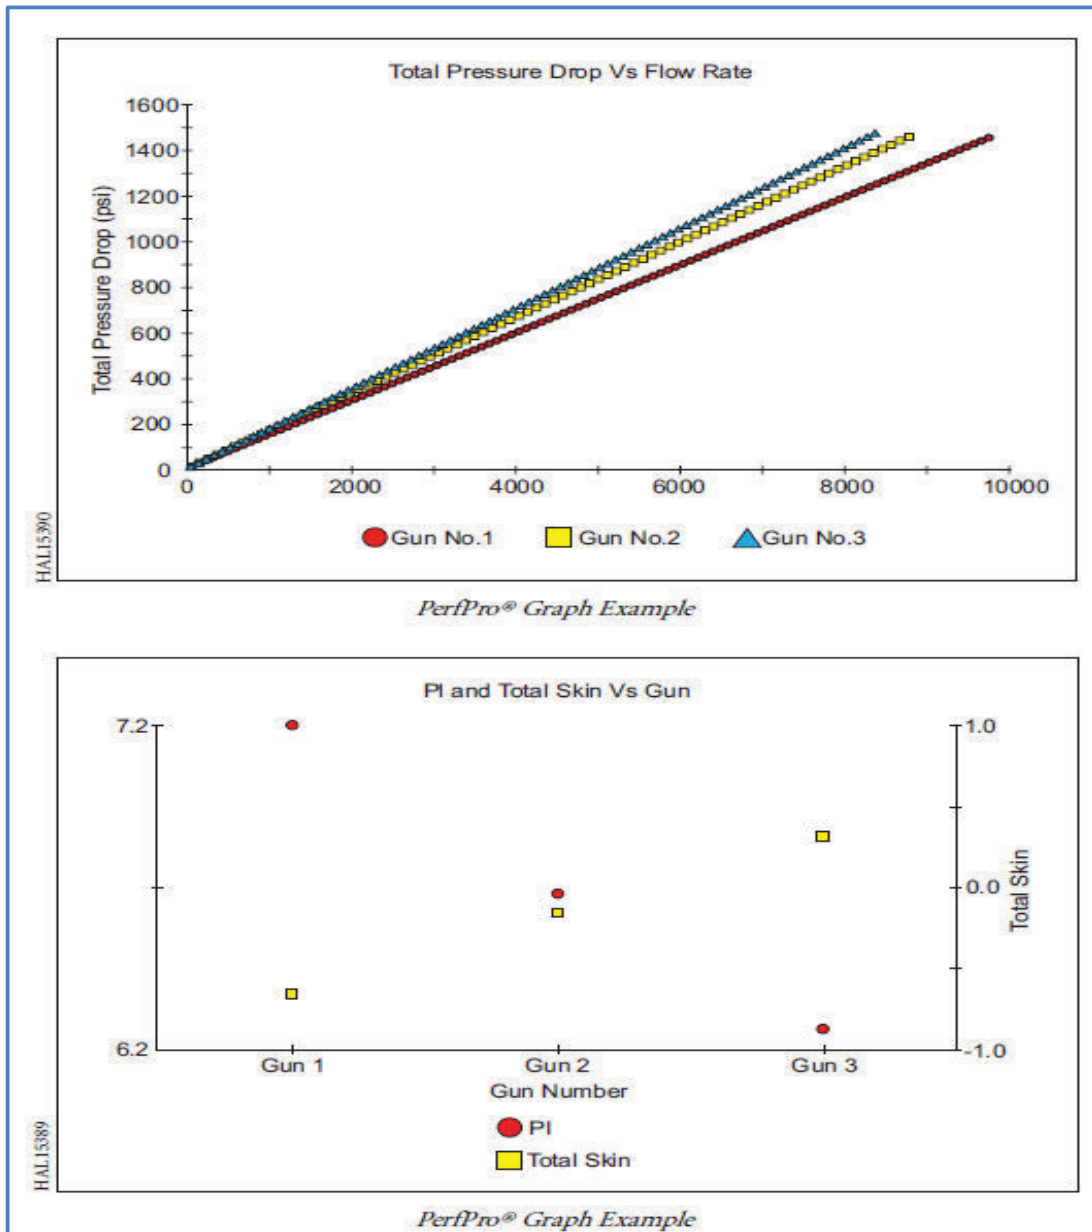 Total Pressure Drop Vs Flow Rate
1600
1400
1200
1000
800
600
400
200
0
Total Pressure Drop (psi)
0 2000 4000 6000 8000 10000
Gun No.1 Gun No.2 Gun No.3
HAL15390
PerfPro® Graph Example
PI and Total Skin Vs Gun
7.2
6.2
1.0
0.0
-1.0
Total Skin
Gun 1 Gun 2 Gun 3
Gun Number
PI
Total Skin
HAL15389
PerfPro® Graph Example